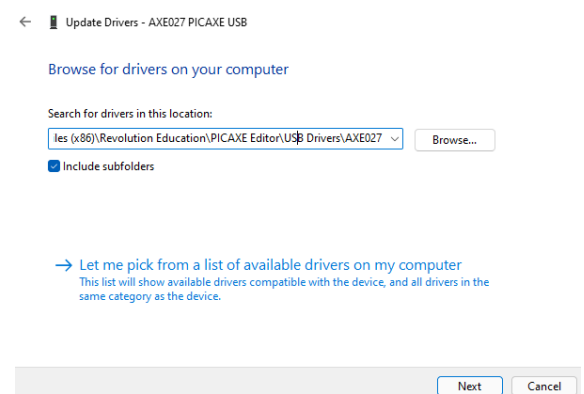 Update Drivers - AXE027 PICAXE USB
Browse for drivers on your computer
Search for drivers in this location:
les (x86)\Revolution Education\PICAXE Editor\USB Drivers\AXE027
Browse...
Include subfolders
Let me pick from a list of available drivers on my computer
This list will show available drivers compatible with the device, and all drivers in the
same category as the device.
Next
Cancel